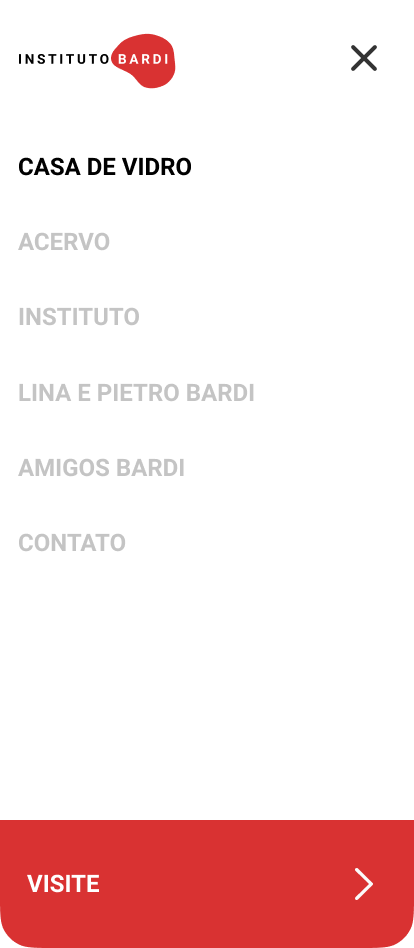 INSTITUTO BARDI
CASA DE VIDRO
ACERVO
INSTITUTO
LINA E PIETRO BARDI
AMIGOS BARDI
CONTATO
VISITE